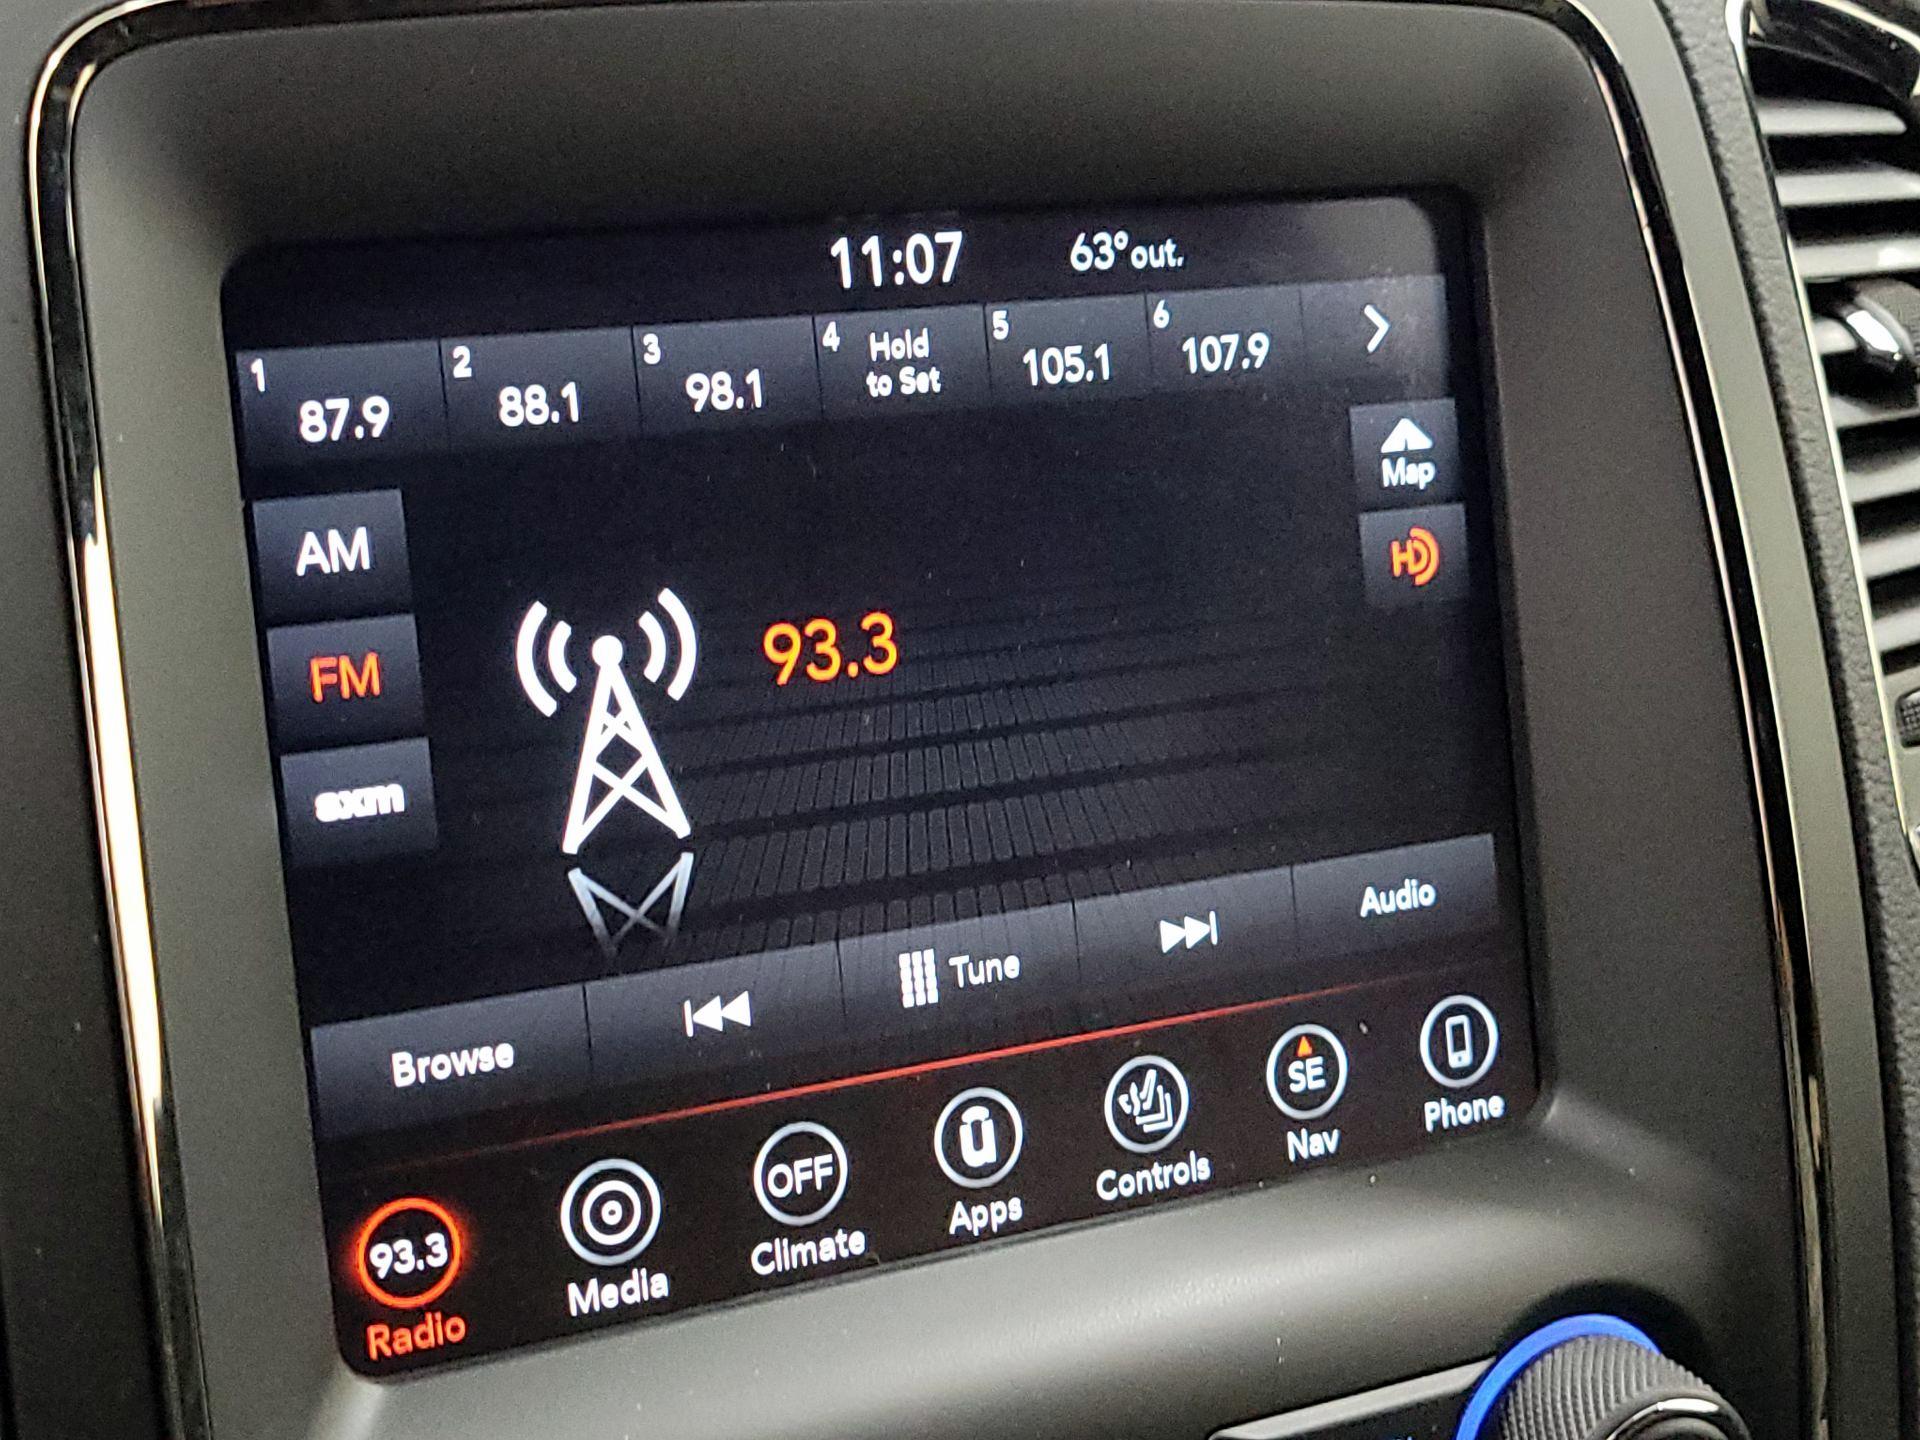 11:07 63° out.
1 87.9 2 88.1 3 98.1 4 Hold to Set 5 105.1 6 107.9
Map
AM
HD
FM
93.3
sxm
Browse Tune Audio
93.3 OFF u SE
Radio Media Climate Apps Controls Nav Phone